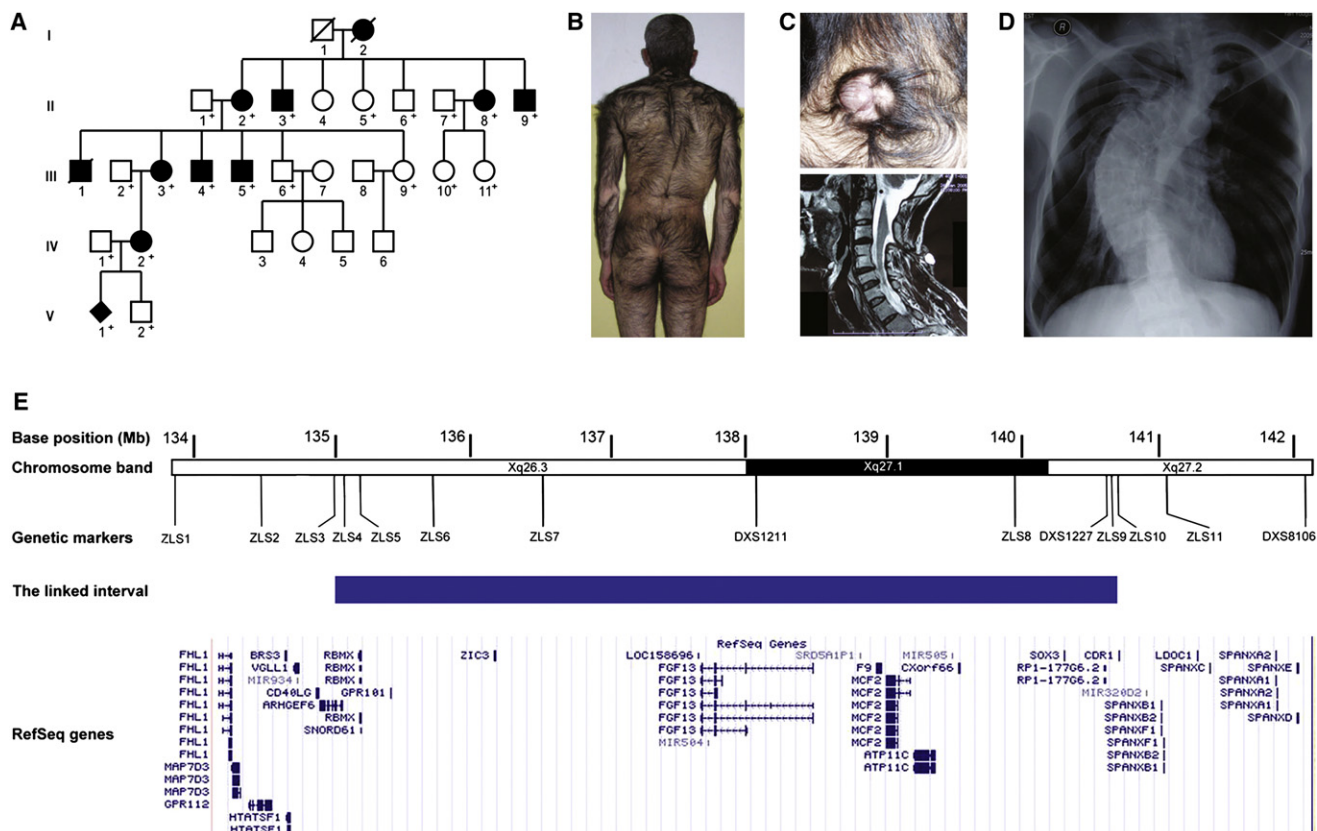 A
B
C
D
I
1 2
II
1+ 2+ 3+ 4 5+ 6+ 7+ 8+ 9+
III
1 2+ 3+ 4+ 5+ 6+ 7 8 9+ 10+ 11+
IV
1+ 2+ 3 4 5 6
V
1+ 2+
R
E
Base position (Mb) 134 135 136 137 138 139 140 141 142
Chromosome band Xq26.3 Xq27.1 Xq27.2
Genetic markers ZLS1 ZLS2 ZLS3 ZLS4 ZLS5 ZLS6 ZLS7 DXS1211 ZLS8 DXS1227 ZLS9 ZLS10 ZLS11 DXS8106
The linked interval
RefSeq Genes
FHL1 BRS3 RBMX ZIC3 LOC158696 SRD5A1P1 MIR505 SOX3 CDR1 LDOC1 SPANXA2
FHL1 VGLL1 RBMX FGF13 F9 CXorf66 RP1-177G6.2 SPANXC SPANXE
FHL1 MIR934 RBMX FGF13 MCF2 RP1-177G6.2 SPANXA1
FHL1 CD40LG GPR101 FGF13 MCF2 MIR320D2 SPANXA2
FHL1 ARHGEF6 FGF13 MCF2 SPANXB1 SPANXA1
FHL1 RBMX FGF13 MCF2 SPANXB2 SPANXD
FHL1 SNORD61 FGF13 MCF2 SPANXF1
RefSeq genes
FHL1 MIR504 MCF2 SPANXF1
FHL1 ATP11C SPANXB2
MAP7D3 ATP11C SPANXB1
MAP7D3
MAP7D3
GPR112
HTATSF1
HTATSF1